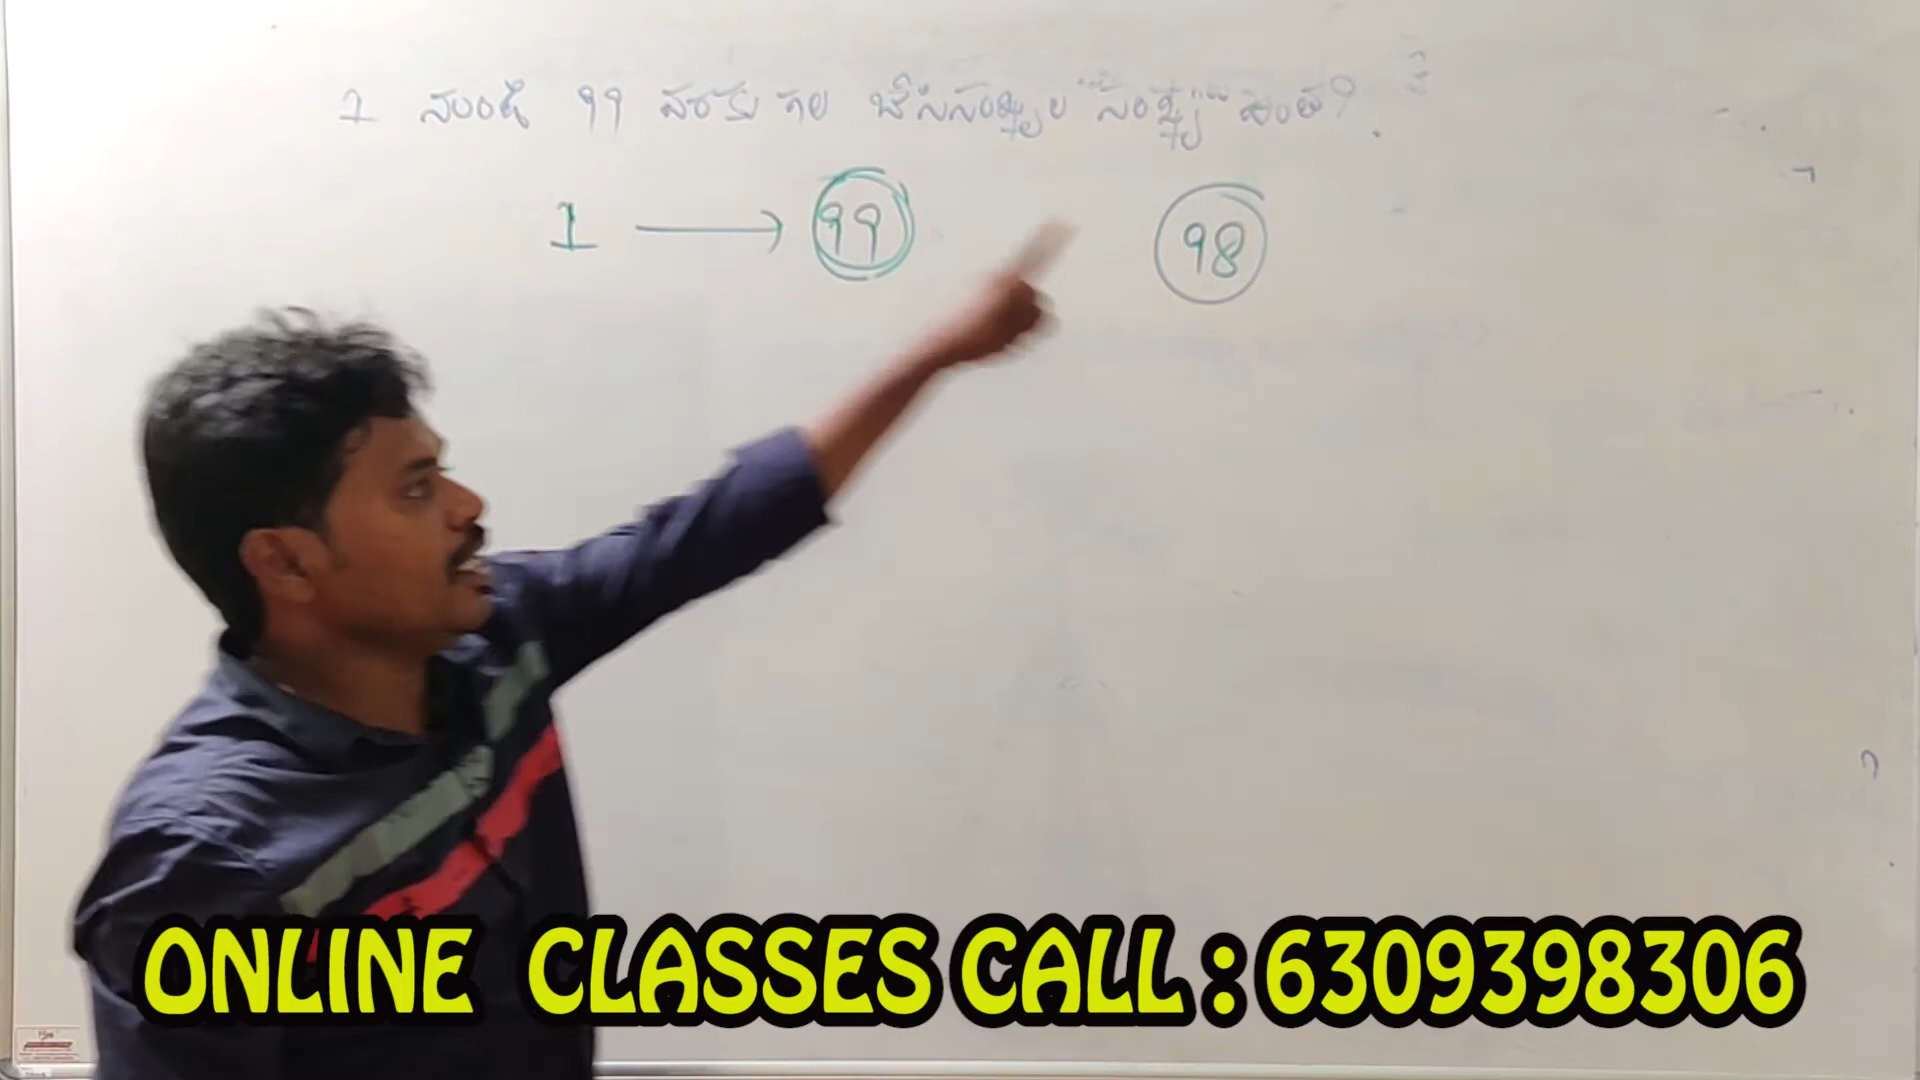 1 నుండి 99 వరకు గల బేసిసంఖ్యల "సంఖ్య" ఎంత?
1 → 99 98
ONLINE CLASSES CALL : 6309398306